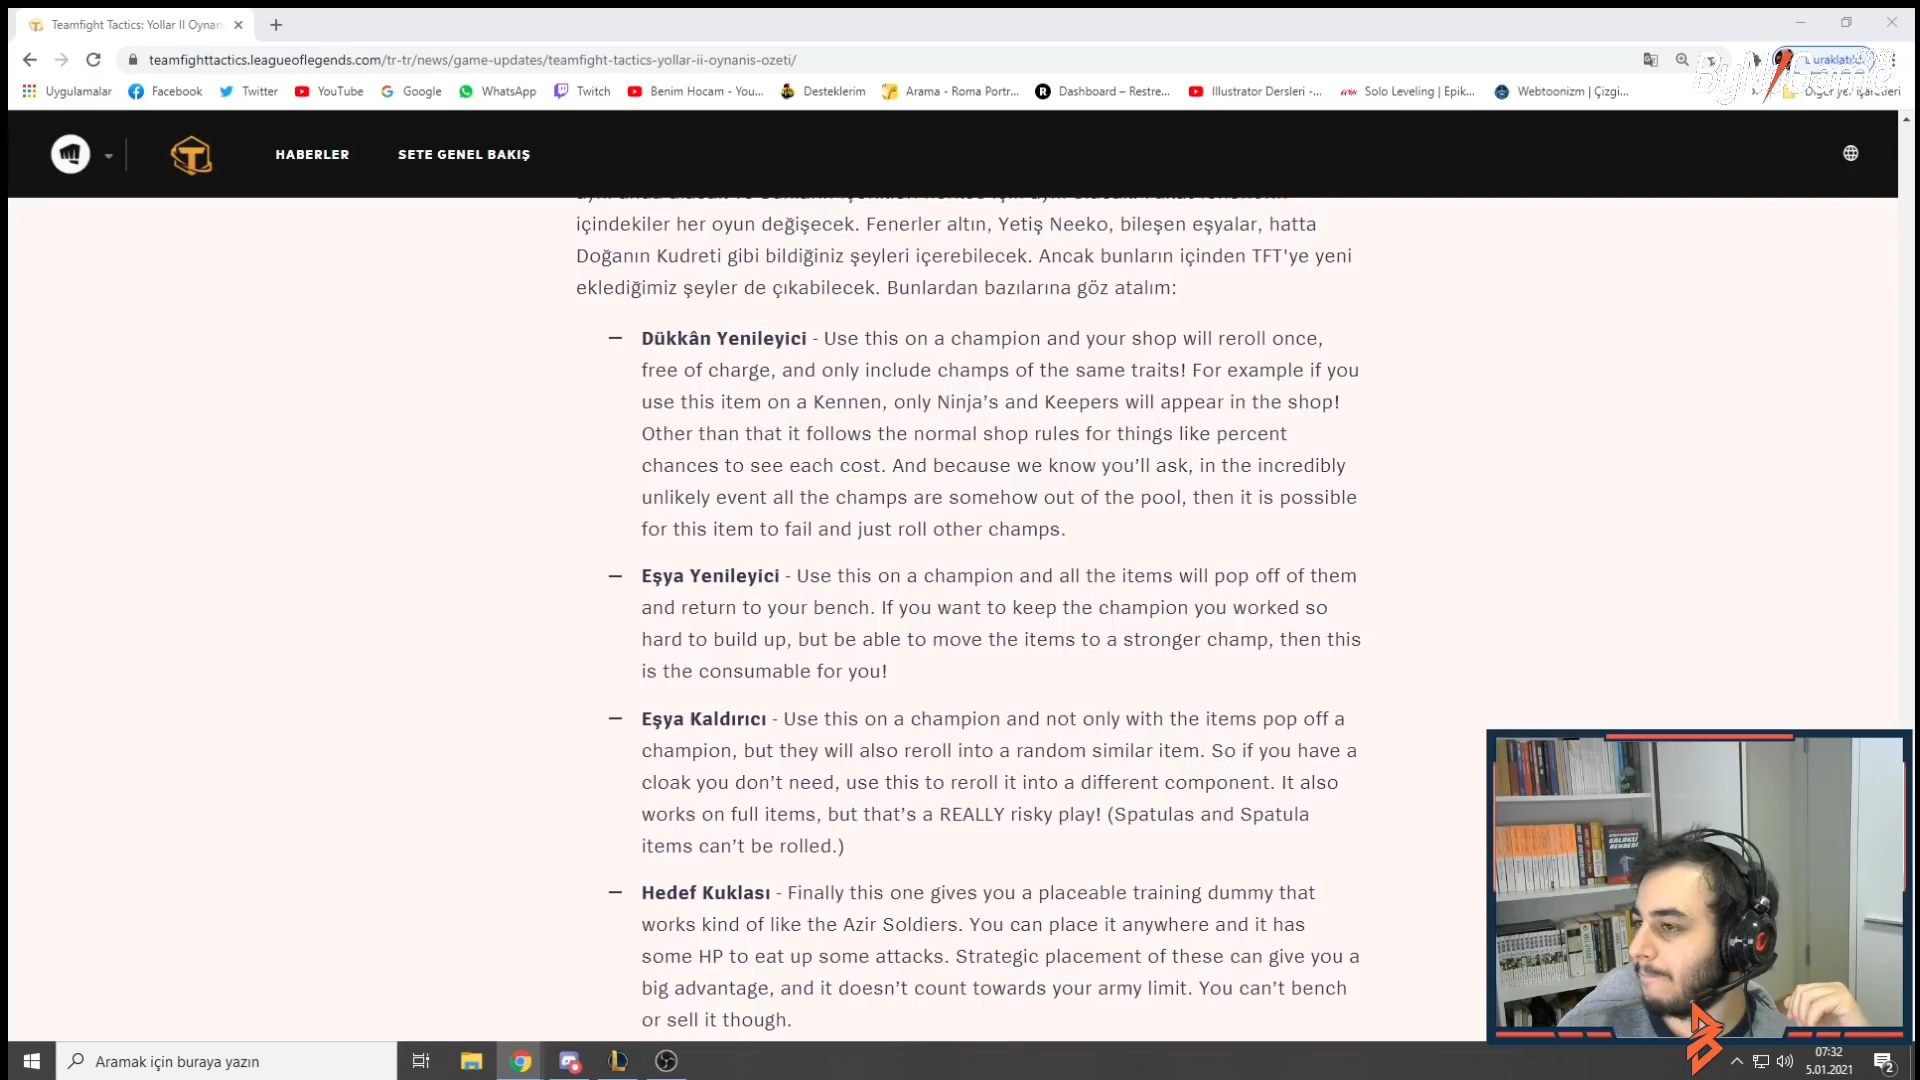 Teamfight Tactics: Yollar II Oynan
teamfighttactics.leagueoflegends.com/tr-tr/news/game-updates/teamfight-tactics-yollar-ii-oynanis-ozeti/
Uygulamalar
Facebook
Twitter
YouTube
Google
WhatsApp
Twitch
Benim Hocam - You...
Desteklerim
Arama - Roma Portr...
Dashboard – Restre...
Illustrator Dersleri -...
Solo Leveling | Epik...
Webtoonizm | Çizgi...
Diğer yer işaretleri
HABERLER
SETE GENEL BAKIŞ
içindekiler her oyun değişecek. Fenerler altın, Yetiş Neeko, bileşen eşyalar, hatta
Doğanın Kudreti gibi bildiğiniz şeyleri içerebilecek. Ancak bunların içinden TFT'ye yeni
eklediğimiz şeyler de çıkabilecek. Bunlardan bazılarına göz atalım:
— Dükkân Yenileyici - Use this on a champion and your shop will reroll once,
free of charge, and only include champs of the same traits! For example if you
use this item on a Kennen, only Ninja’s and Keepers will appear in the shop!
Other than that it follows the normal shop rules for things like percent
chances to see each cost. And because we know you’ll ask, in the incredibly
unlikely event all the champs are somehow out of the pool, then it is possible
for this item to fail and just roll other champs.
— Eşya Yenileyici - Use this on a champion and all the items will pop off of them
and return to your bench. If you want to keep the champion you worked so
hard to build up, but be able to move the items to a stronger champ, then this
is the consumable for you!
— Eşya Kaldırıcı - Use this on a champion and not only with the items pop off a
champion, but they will also reroll into a random similar item. So if you have a
cloak you don’t need, use this to reroll it into a different component. It also
works on full items, but that’s a REALLY risky play! (Spatulas and Spatula
items can’t be rolled.)
— Hedef Kuklası - Finally this one gives you a placeable training dummy that
works kind of like the Azir Soldiers. You can place it anywhere and it has
some HP to eat up some attacks. Strategic placement of these can give you a
big advantage, and it doesn’t count towards your army limit. You can’t bench
or sell it though.
Aramak için buraya yazın
07:32
5.01.2021
2